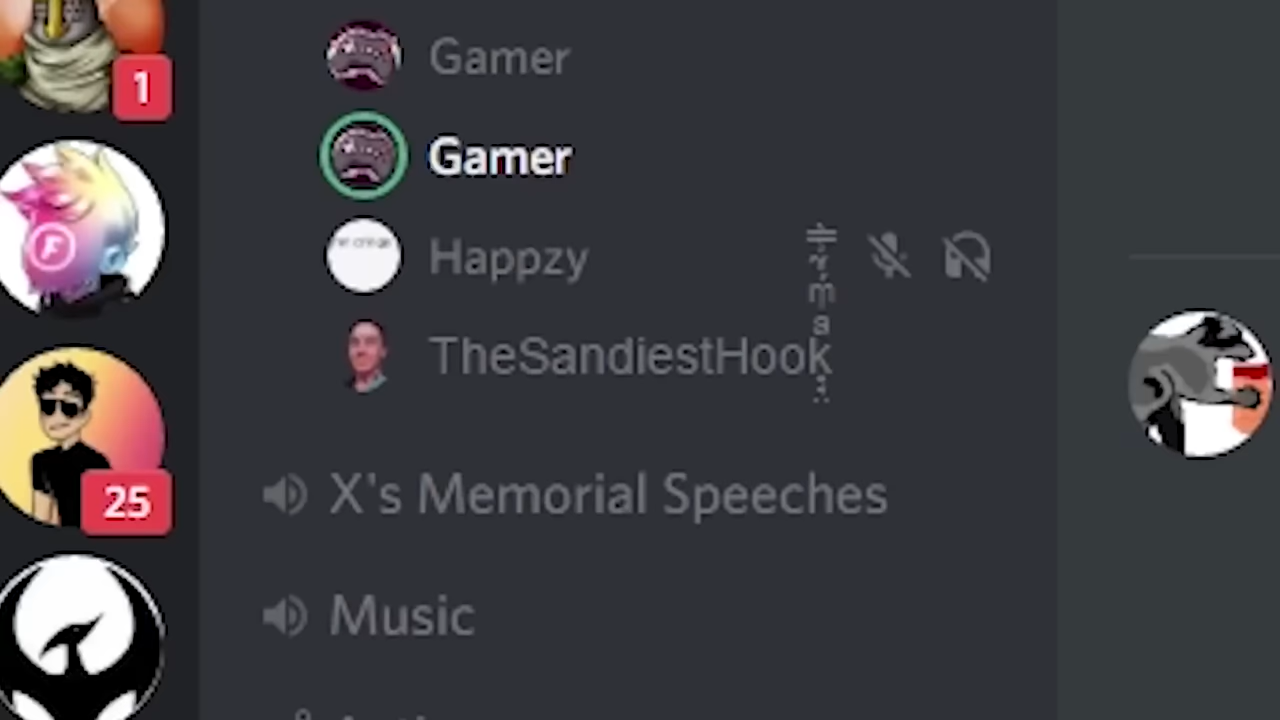 1
Gamer
Gamer
F
Happzy
TheSandiestHook
25
X's Memorial Speeches
Music